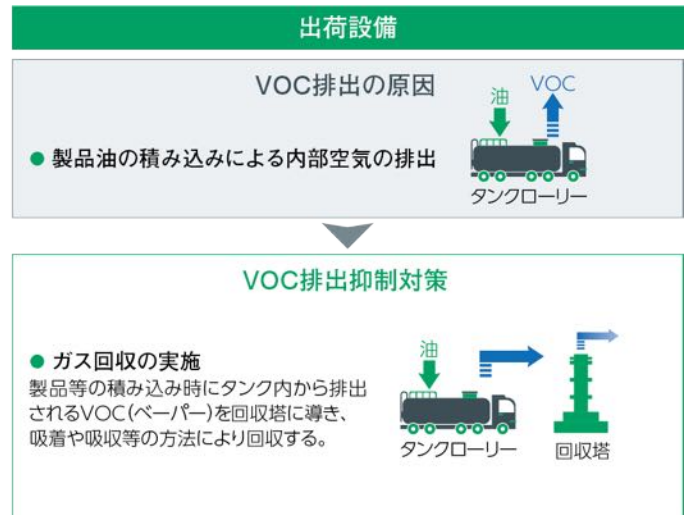 出荷設備
VOC排出の原因
油
VOC
● 製品油の積み込みによる内部空気の排出
タンクローリー
VOC排出抑制対策
● ガス回収の実施
製品等の積み込み時にタンク内から排出
されるVOC(ベーパー)を回収塔に導き、
吸着や吸収等の方法により回収する。
油
タンクローリー
回収塔